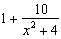 1 + 10 / (x² + 4)